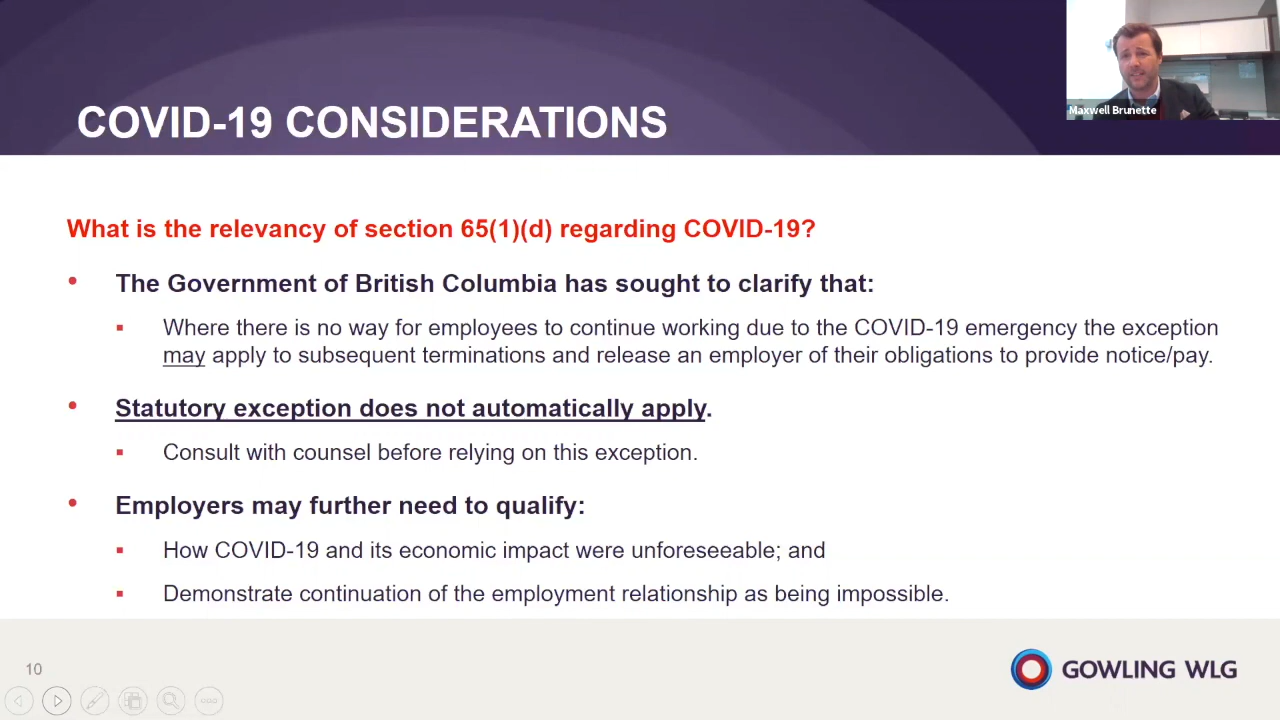 Maxwell Brunette
COVID-19 CONSIDERATIONS
What is the relevancy of section 65(1)(d) regarding COVID-19?
• The Government of British Columbia has sought to clarify that:
▪ Where there is no way for employees to continue working due to the COVID-19 emergency the exception
may apply to subsequent terminations and release an employer of their obligations to provide notice/pay.
• Statutory exception does not automatically apply.
▪ Consult with counsel before relying on this exception.
• Employers may further need to qualify:
▪ How COVID-19 and its economic impact were unforeseeable; and
▪ Demonstrate continuation of the employment relationship as being impossible.
10
GOWLING WLG